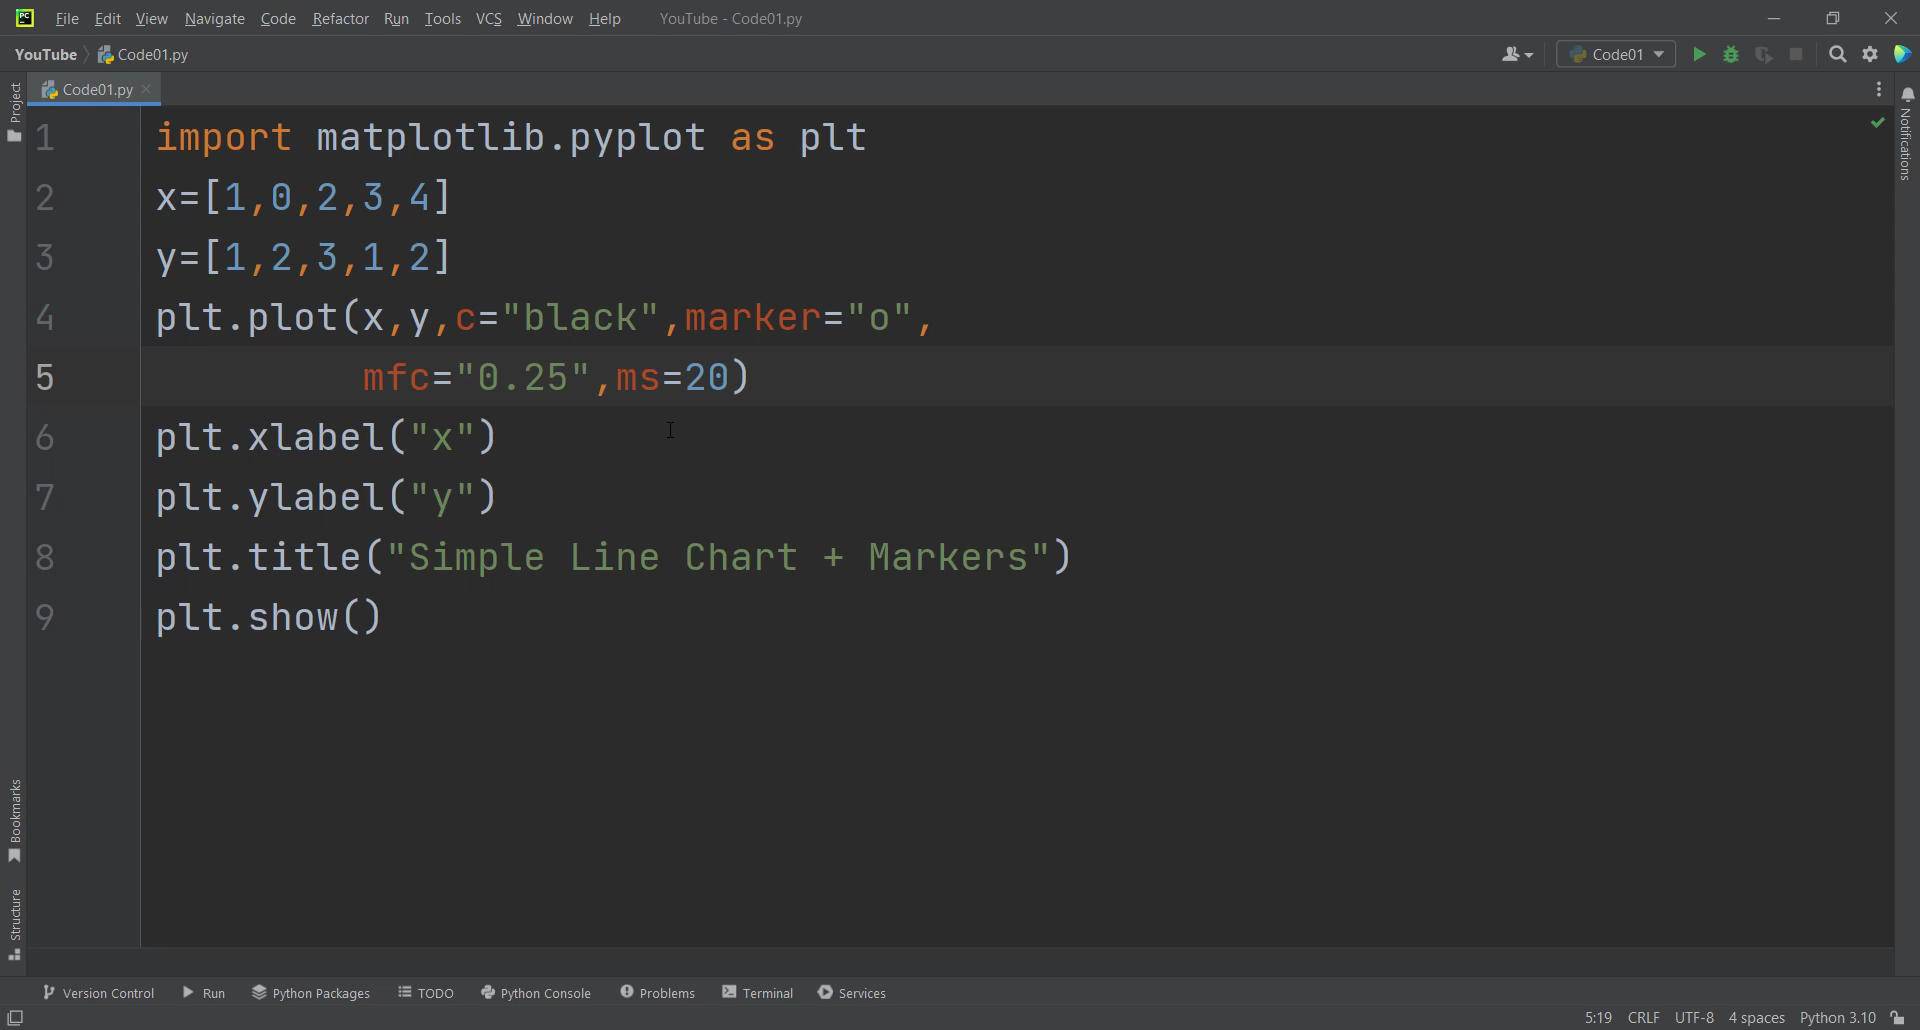 PC File Edit View Navigate Code Refactor Run Tools VCS Window Help YouTube - Code01.py
YouTube Code01.py Code01
Project
Code01.py
Notifications
1 import matplotlib.pyplot as plt
2 x=[1,0,2,3,4]
3 y=[1,2,3,1,2]
4 plt.plot(x,y,c="black",marker="o",
5 mfc="0.25",ms=20)
6 plt.xlabel("x")
7 plt.ylabel("y")
8 plt.title("Simple Line Chart + Markers")
9 plt.show()
Bookmarks
Structure
Version Control Run Python Packages TODO Python Console Problems Terminal Services
5:19 CRLF UTF-8 4 spaces Python 3.10